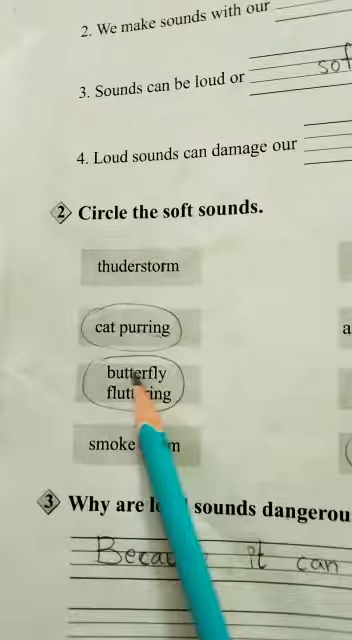 2. We make sounds with our
3. Sounds can be loud or sof
4. Loud sounds can damage our
2 Circle the soft sounds.
thuderstorm
cat purring
a
butterfly
fluttering
smoke
3 Why are sounds dangerou
it can